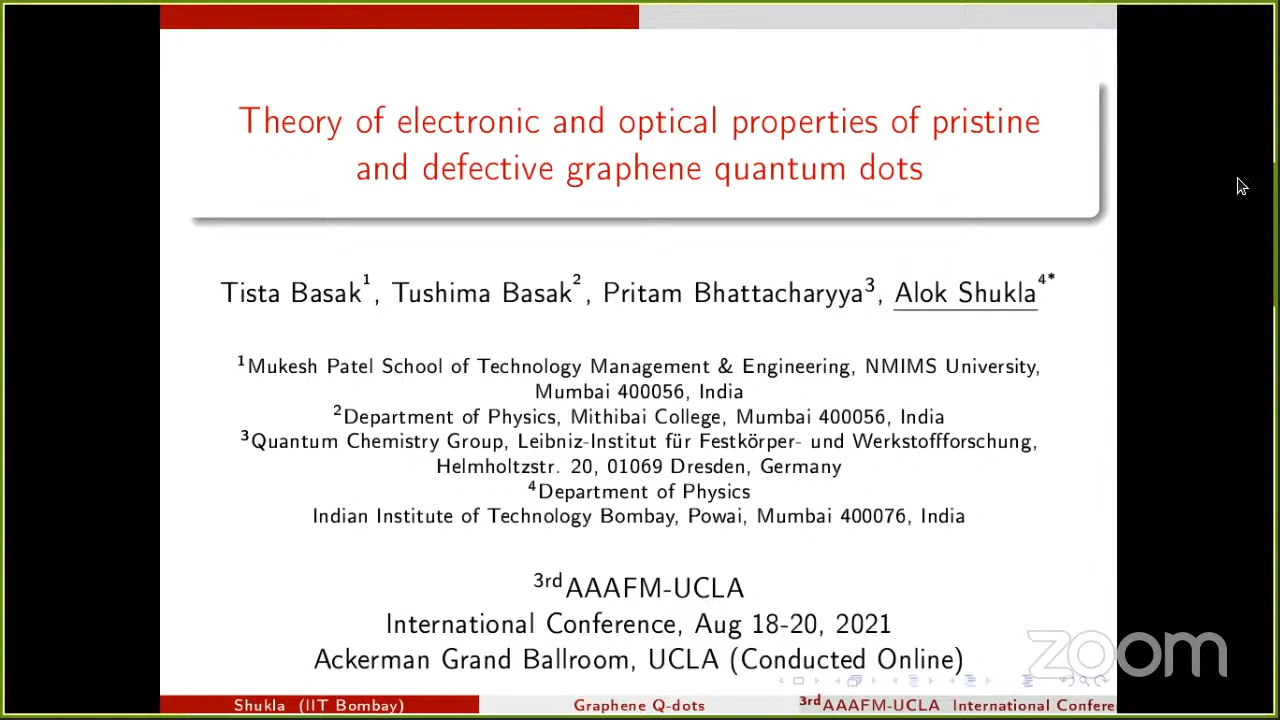 Theory of electronic and optical properties of pristine
and defective graphene quantum dots
Tista Basak¹, Tushima Basak², Pritam Bhattacharyya³, Alok Shukla⁴*
¹Mukesh Patel School of Technology Management & Engineering, NMIMS University,
Mumbai 400056, India
²Department of Physics, Mithibai College, Mumbai 400056, India
³Quantum Chemistry Group, Leibniz-Institut für Festkörper- und Werkstoffforschung,
Helmholtzstr. 20, 01069 Dresden, Germany
⁴Department of Physics
Indian Institute of Technology Bombay, Powai, Mumbai 400076, India
3rdAAAFM-UCLA
International Conference, Aug 18-20, 2021
Ackerman Grand Ballroom, UCLA (Conducted Online)
zoom
Shukla (IIT Bombay) Graphene Q-dots 3rdAAAFM-UCLA International Confere